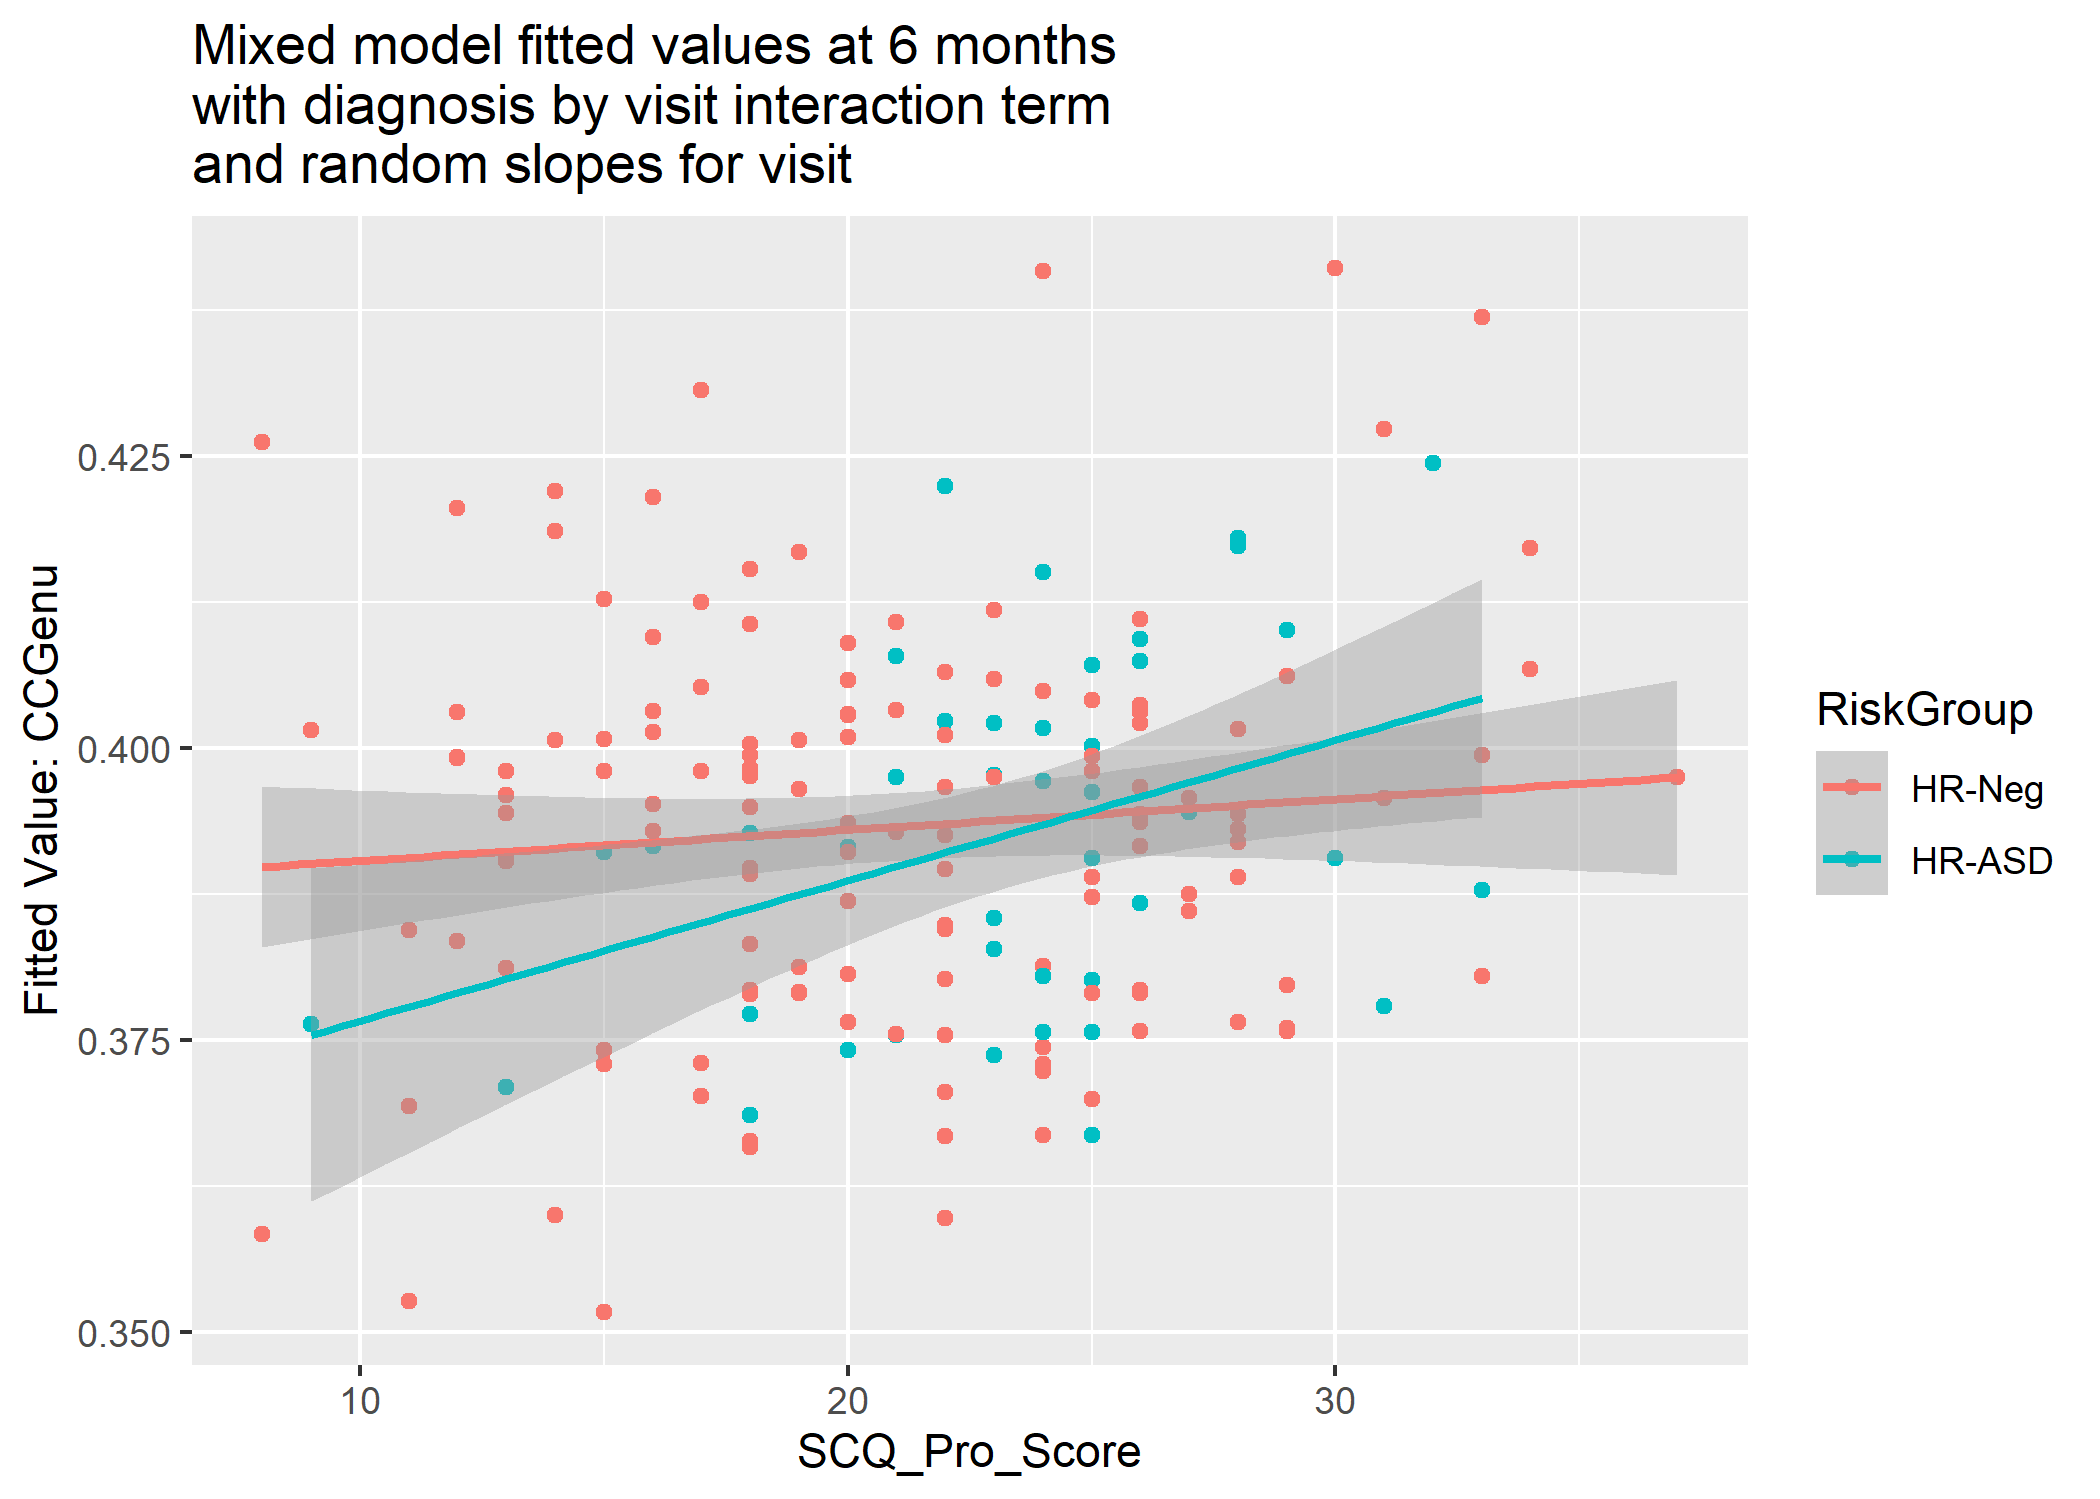 Mixed model fitted values at 6 months
with diagnosis by visit interaction term
and random slopes for visit
Fittted Value: CCGenu
0.425
0.400
0.375
0.350
10
20
30
SCQ_Pro_Score
RiskGroup
HR-Neg
HR-ASD